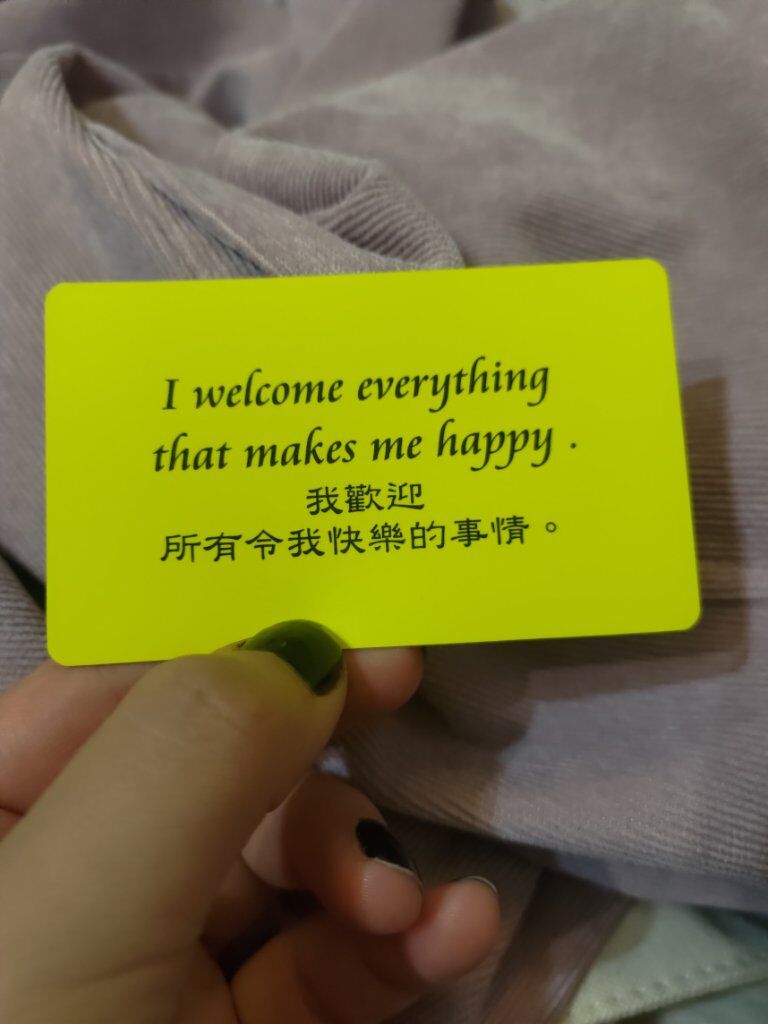 I welcome everything
that makes me happy .
我歡迎
所有令我快樂的事情。